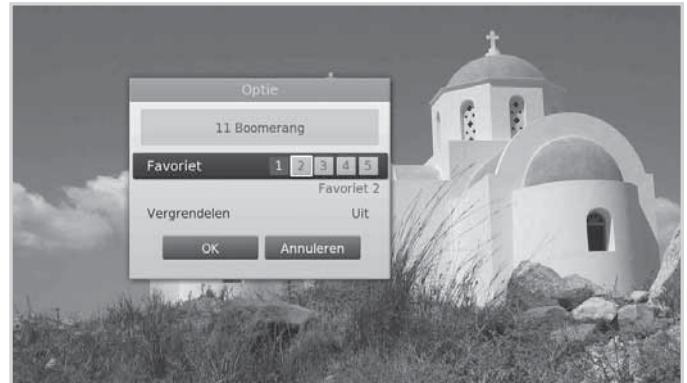 Optie
11 Boomerang
Favoriet 1 2 3 4 5
Favoriet 2
Vergrendelen Uit
OK Annuleren